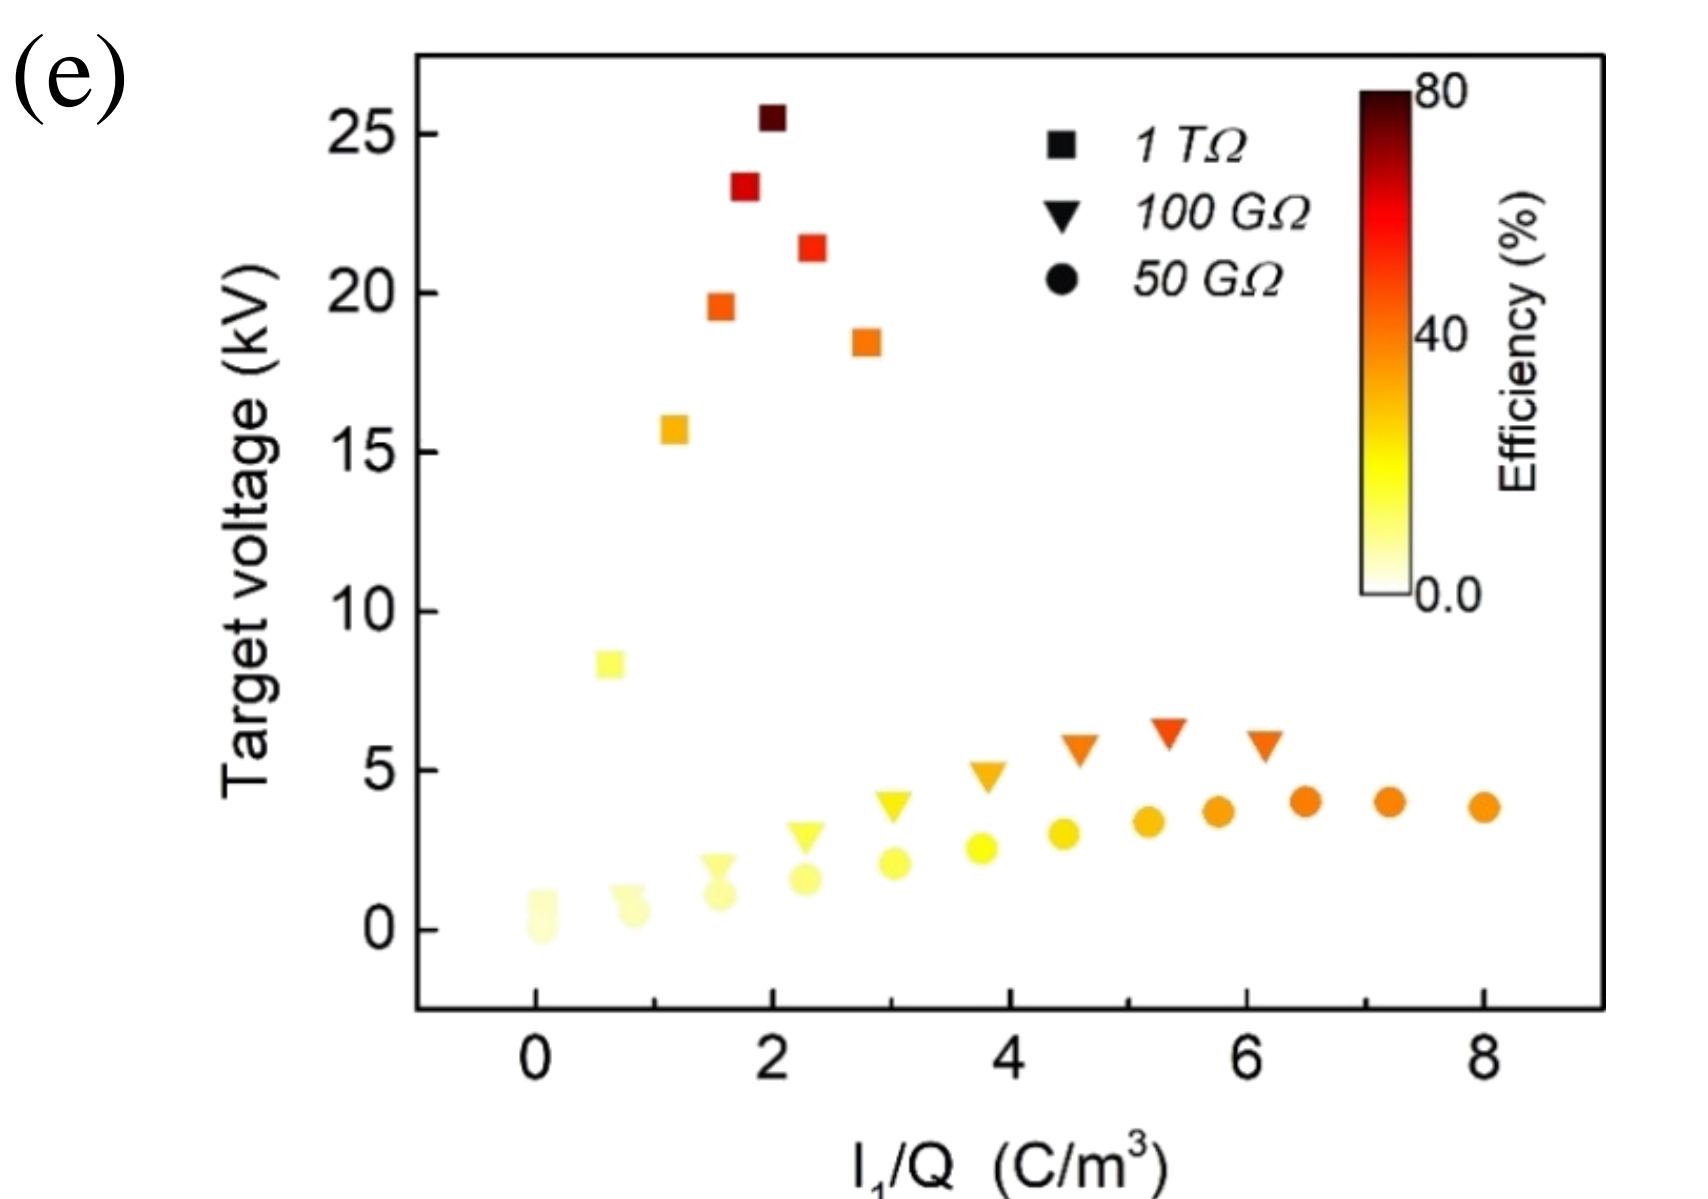 (e)
25
20
15
10
5
0
Target voltage (kV)
1 TΩ
100 GΩ
50 GΩ
80
40
0.0
Efficiency (%)
0 2 4 6 8
I₁/Q (C/m³)